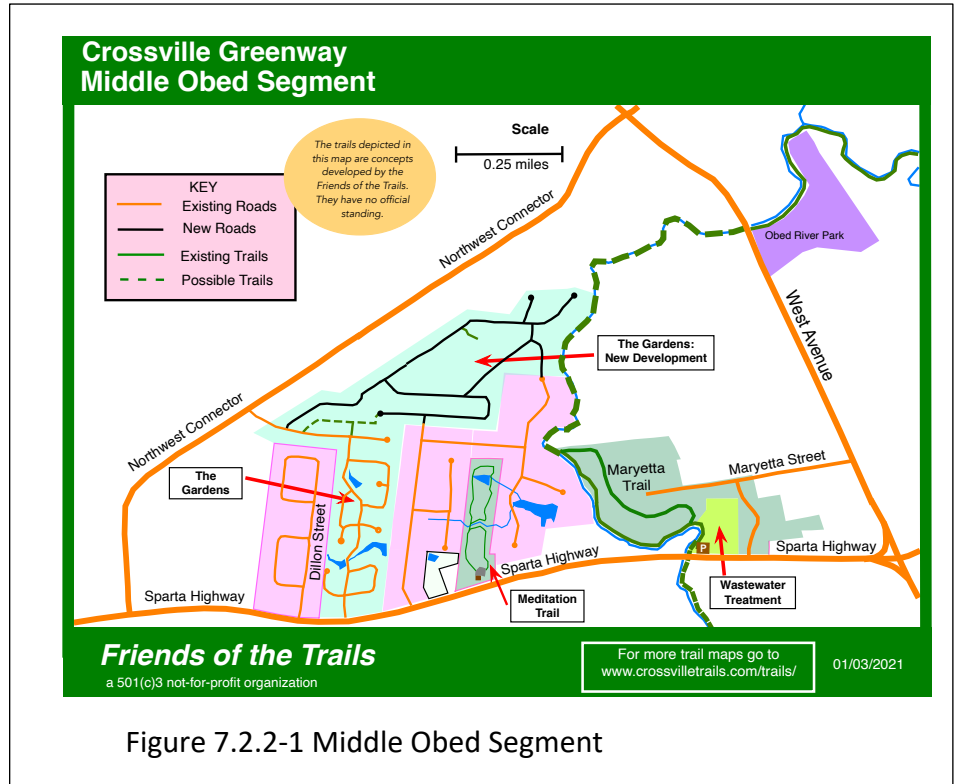 Crossville Greenway
Middle Obed Segment
The trails depicted in
this map are concepts
developed by the
Friends of the Trails.
They have no official
standing.
Scale
0.25 miles
KEY
Existing Roads
New Roads
Existing Trails
Possible Trails
Northwest Connector
Obed River Park
West Avenue
The Gardens:
New Development
Northwest Connector
The
Gardens
Dillon Street
Maryetta
Trail
Maryetta Street
P
Sparta Highway
Sparta Highway
Sparta Highway
Meditation
Trail
Wastewater
Treatment
Friends of the Trails
a 501(c)3 not-for-profit organization
For more trail maps go to
www.crossvilletrails.com/trails/
01/03/2021
Figure 7.2.2-1 Middle Obed Segment